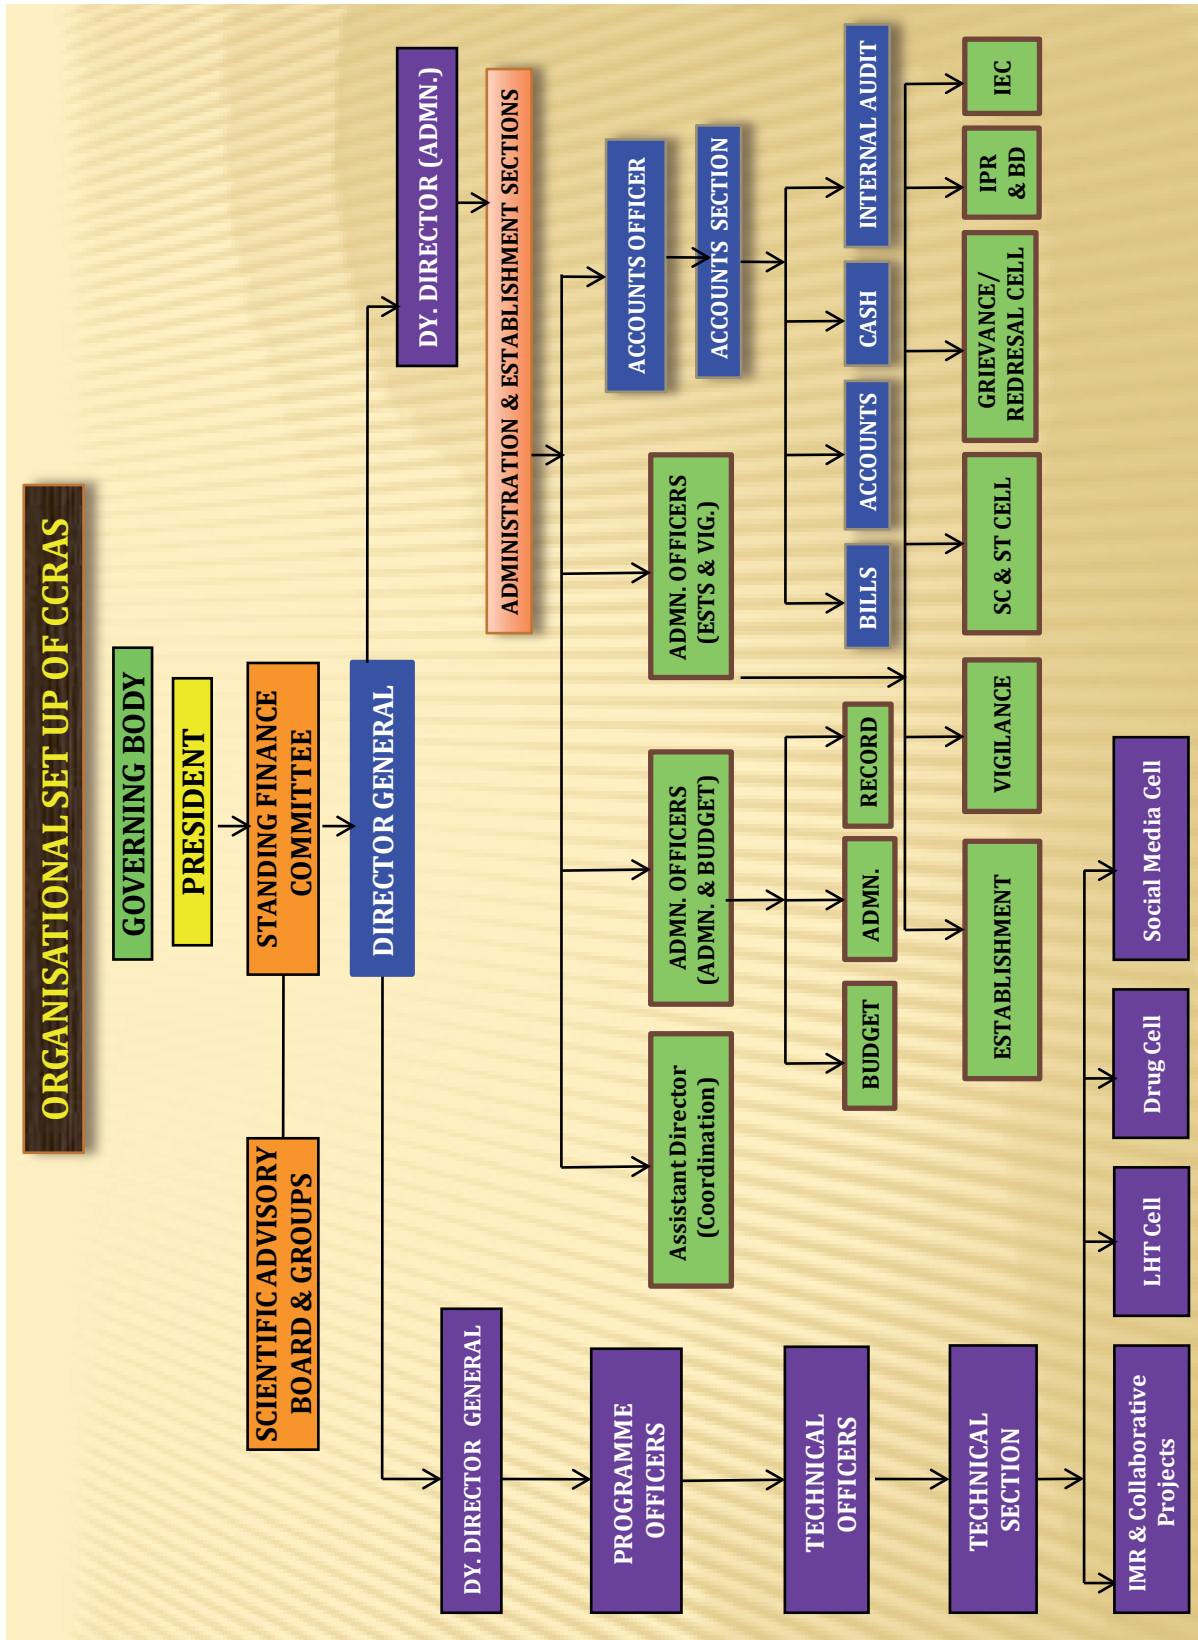 ORGANISATIONAL SET UP OF CCRAS
GOVERNING BODY
PRESIDENT
SCIENTIFIC ADVISORY
BOARD & GROUPS
STANDING FINANCE
COMMITTEE
DIRECTOR GENERAL
DY. DIRECTOR (ADMN.)
DY. DIRECTOR GENERAL
ADMINISTRATION & ESTABLISHMENT SECTIONS
PROGRAMME
OFFICERS
ACCOUNTS OFFICER
Assistant Director
(Coordination)
ADMN. OFFICERS
(ADMN. & BUDGET)
ADMN. OFFICERS
(ESTS & VIG.)
ACCOUNTS SECTION
TECHNICAL
OFFICERS
BUDGET
ADMN.
RECORD
BILLS
ACCOUNTS
CASH
INTERNAL AUDIT
TECHNICAL
SECTION
ESTABLISHMENT
VIGILANCE
SC & ST CELL
GRIEVANCE/
REDRESAL CELL
IPR
& BD
IEC
IMR & Collaborative
Projects
LHT Cell
Drug Cell
Social Media Cell